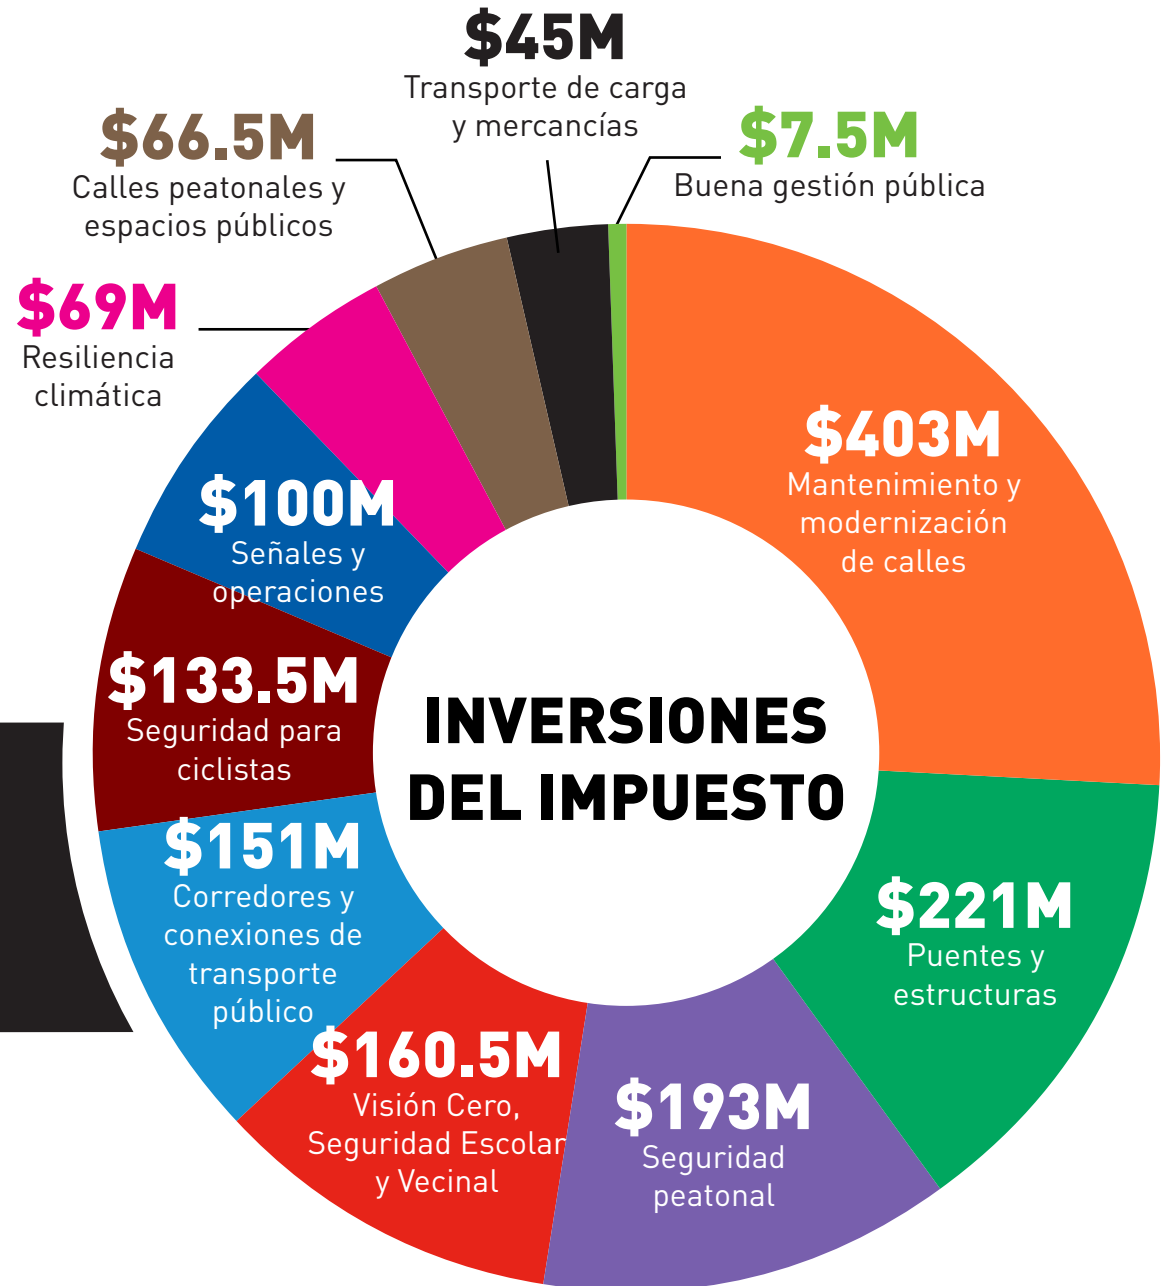 $45M
Transporte de carga
y mercancías
$7.5M
Buena gestión pública
$66.5M
Calles peatonales y
espacios públicos
$69M
Resiliencia
climática
$403M
Mantenimiento y
modernización
de calles
$100M
Señales y
operaciones
$133.5M
Seguridad para
ciclistas
INVERSIONES
DEL IMPUESTO
$151M
Corredores y
conexiones de
transporte
público
$221M
Puentes y
estructuras
$160.5M
Visión Cero,
Seguridad Escolar
y Vecinal
$193M
Seguridad
peatonal